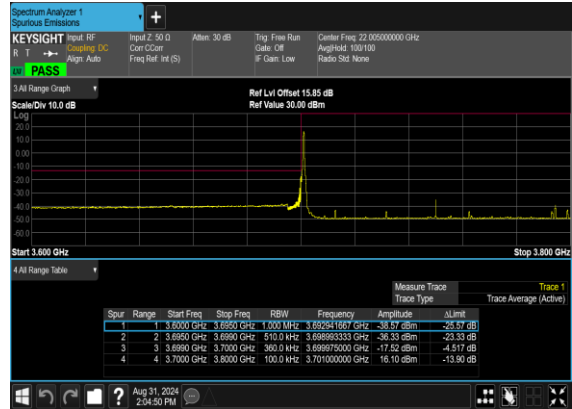 Spectrum Analyzer 1
Spurious Emissions
KEYSIGHT Input: RF Input Z: 50 Ω Atten: 30 dB Trig: Free Run Center Freq: 22.005000000 GHz
R T Coupling: DC Corr CCorr Gate: Off Avg|Hold: 100/100
Align: Auto Freq Ref: Int (S) IF Gain: Low Radio Std: None
PASS
3 All Range Graph
Ref Lvl Offset 15.85 dB
Scale/Div 10.0 dB Ref Value 30.00 dBm
Log
20.0
10.0
0.00
-10.0
-20.0
-30.0
-40.0
-50.0
-60.0
Start 3.600 GHz Stop 3.800 GHz
4 All Range Table
Measure Trace Trace 1
Trace Type Trace Average (Active)
Spur Range Start Freq Stop Freq RBW Frequency Amplitude ΔLimit
1 1 3.6000 GHz 3.6950 GHz 1.000 MHz 3.692941667 GHz -38.57 dBm -25.57 dB
2 2 3.6950 GHz 3.6990 GHz 510.0 kHz 3.698993333 GHz -36.33 dBm -23.33 dB
3 3 3.6990 GHz 3.7000 GHz 360.0 kHz 3.699975000 GHz -17.52 dBm -4.517 dB
4 4 3.7000 GHz 3.8000 GHz 100.0 kHz 3.701000000 GHz 16.10 dBm -13.90 dB
Aug 31, 2024
2:04:50 PM